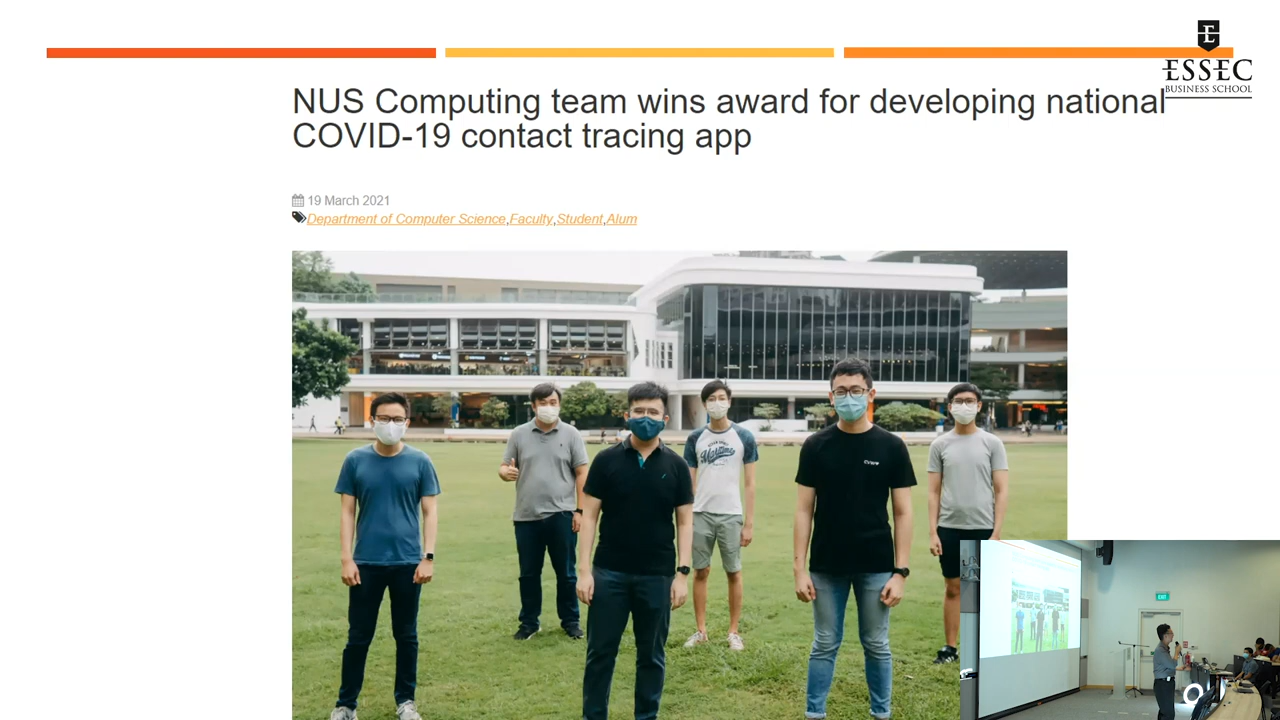 ESSEC
BUSINESS SCHOOL
NUS Computing team wins award for developing national
COVID-19 contact tracing app
19 March 2021
Department of Computer Science,Faculty,Student,Alum
EXIT